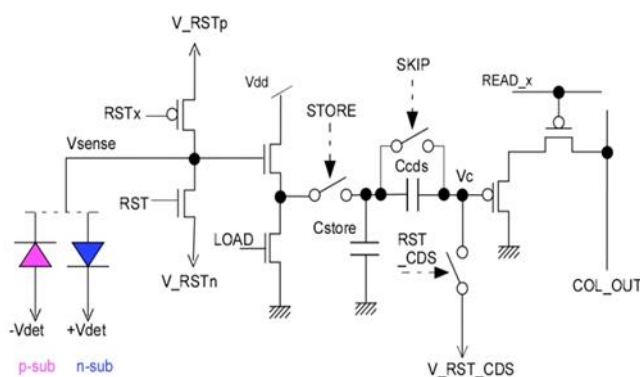 V_RSTp
SKIP
READ_x
Vdd
RSTx
STORE
Vsense
Ccds
Vc
RST
Cstore
LOAD
RST
_CDS
V_RSTn
COL_OUT
-Vdet
+Vdet
V_RST_CDS
p-sub
n-sub